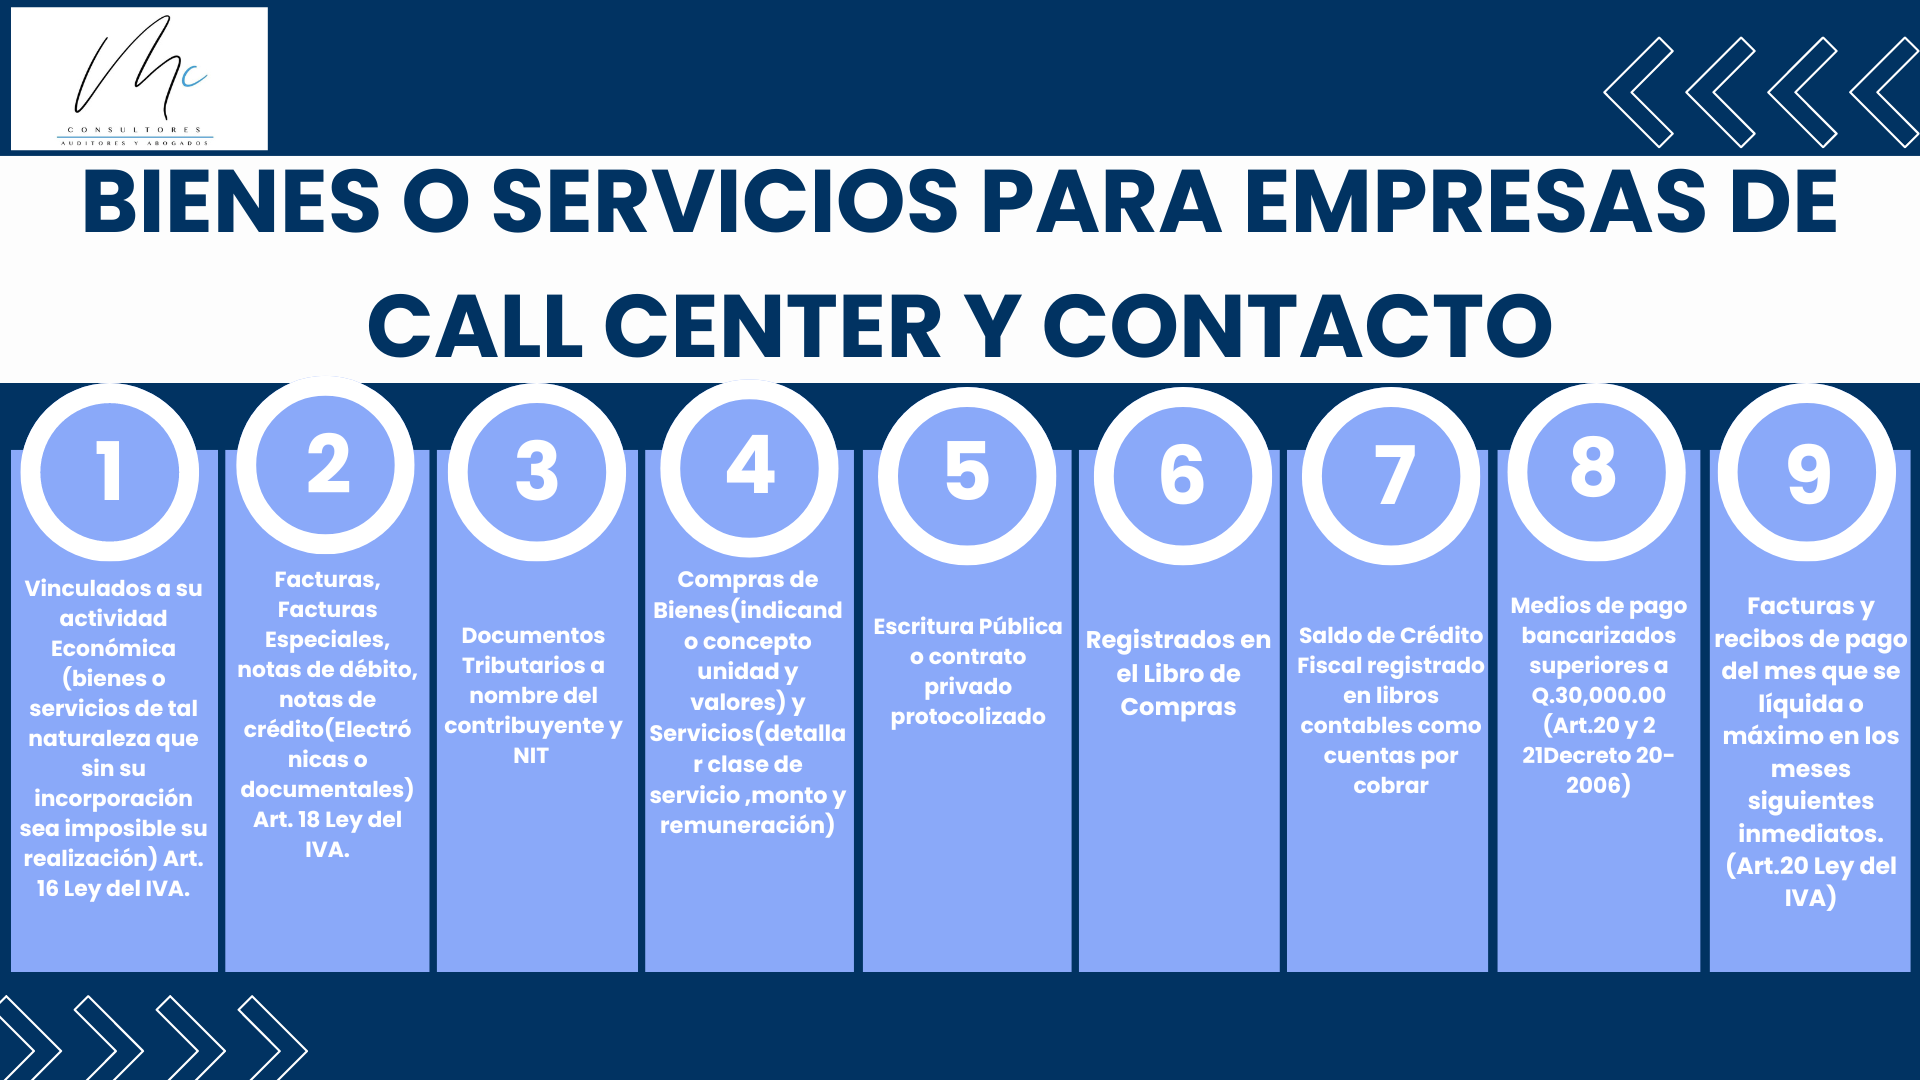 Mc
CONSULTORES
AUDITORES Y ABOGADOS
BIENES O SERVICIOS PARA EMPRESAS DE
CALL CENTER Y CONTACTO
1
Vinculados a su
actividad
Económica
(bienes o
servicios de tal
naturaleza que
sin su
incorporación
sea imposible su
realización) Art.
16 Ley del IVA.
2
Facturas,
Facturas
Especiales,
notas de débito,
notas de
crédito(Electró
nicas o
documentales)
Art. 18 Ley del
IVA.
3
Documentos
Tributarios a
nombre del
contribuyente y
NIT
4
Compras de
Bienes(indicand
o concepto
unidad y
valores) y
Servicios(detalla
r clase de
servicio ,monto y
remuneración)
5
Escritura Pública
o contrato
privado
protocolizado
6
Registrados en
el Libro de
Compras
7
Saldo de Crédito
Fiscal registrado
en libros
contables como
cuentas por
cobrar
8
Medios de pago
bancarizados
superiores a
Q.30,000.00
(Art.20 y 2
21Decreto 20-
2006)
9
Facturas y
recibos de pago
del mes que se
líquida o
máximo en los
meses
siguientes
inmediatos.
(Art.20 Ley del
IVA)